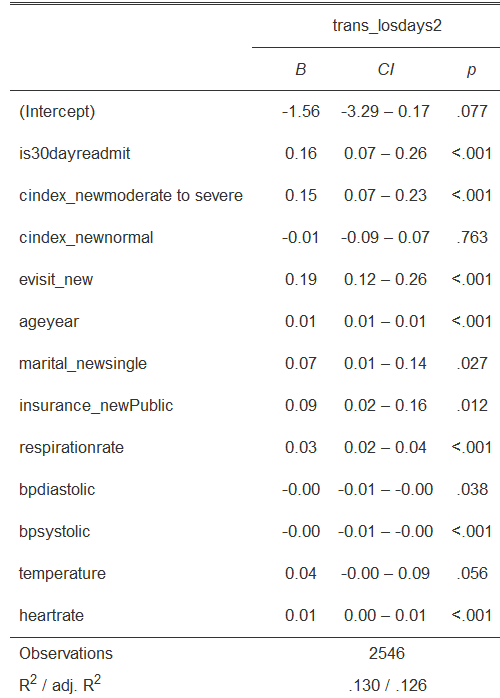 trans_losdays2
B CI p
(Intercept) -1.56 -3.29 – 0.17 .077
is30dayreadmit 0.16 0.07 – 0.26 <.001
cindex_newmoderate to severe 0.15 0.07 – 0.23 <.001
cindex_newnormal -0.01 -0.09 – 0.07 .763
evisit_new 0.19 0.12 – 0.26 <.001
ageyear 0.01 0.01 – 0.01 <.001
marital_newsingle 0.07 0.01 – 0.14 .027
insurance_newPublic 0.09 0.02 – 0.16 .012
respirationrate 0.03 0.02 – 0.04 <.001
bpdiastolic -0.00 -0.01 – -0.00 .038
bpsystolic -0.00 -0.01 – -0.00 <.001
temperature 0.04 -0.00 – 0.09 .056
heartrate 0.01 0.00 – 0.01 <.001
Observations 2546
R² / adj. R² .130 / .126